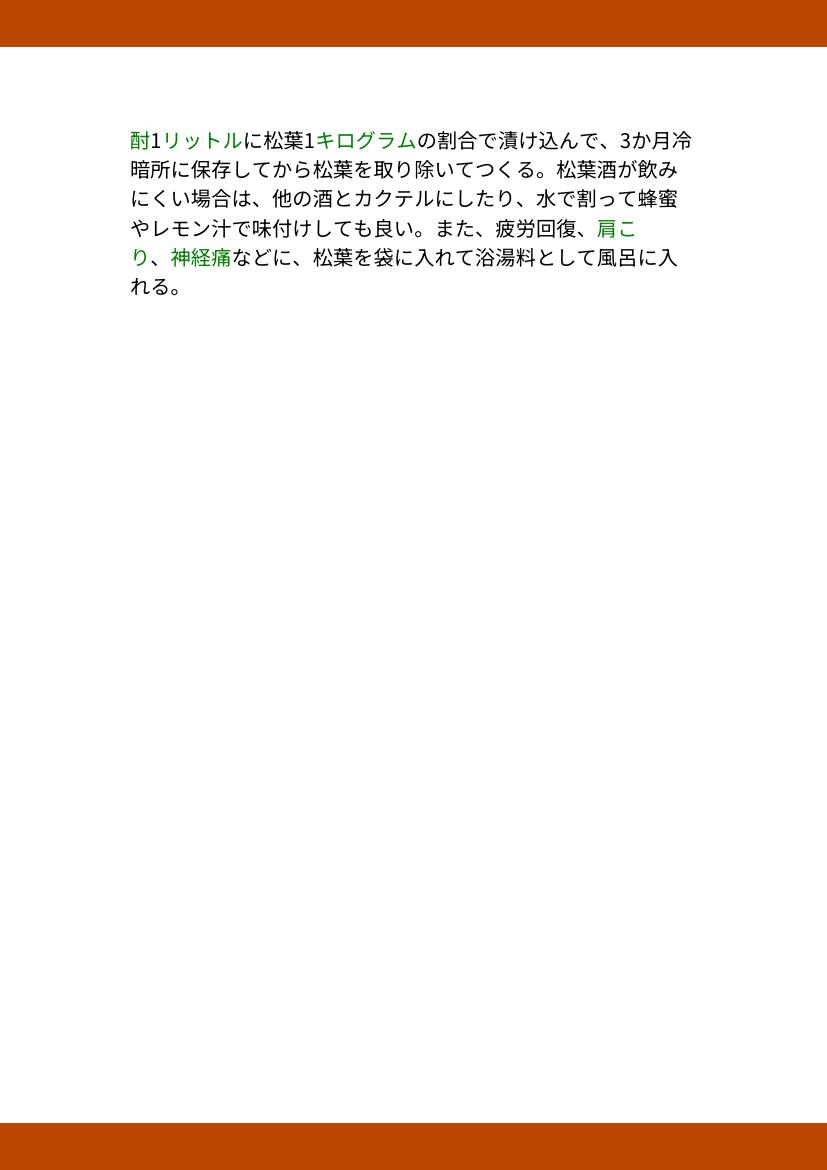 酎1リットルに松葉1キログラムの割合で漬け込んで、3か月冷
暗所に保存してから松葉を取り除いてつくる。松葉酒が飲み
にくい場合は、他の酒とカクテルにしたり、水で割って蜂蜜
やレモン汁で味付けしても良い。また、疲労回復、肩こ
り、神経痛などに、松葉を袋に入れて浴湯料として風呂に入
れる。